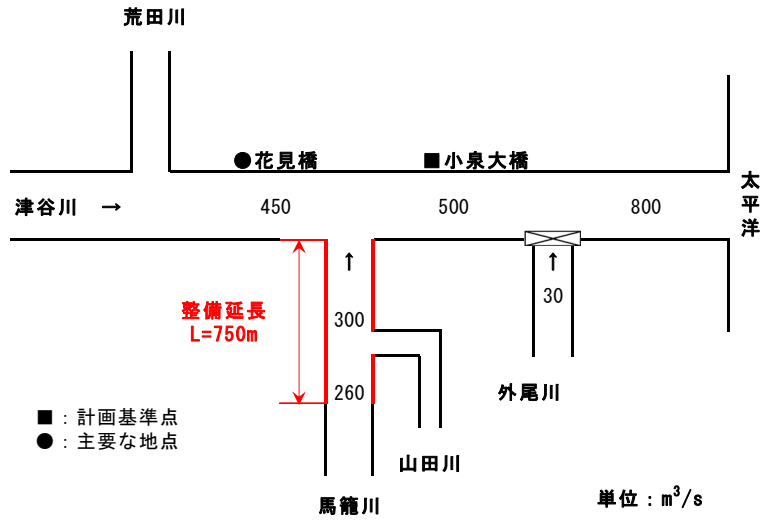 荒田川
●花見橋
■小泉大橋
太平洋
津谷川 →
450
500
800
↑
↑
整備延長
L=750m
300
30
260
外尾川
■：計画基準点
●：主要な地点
山田川
馬籠川
単位：m³/s